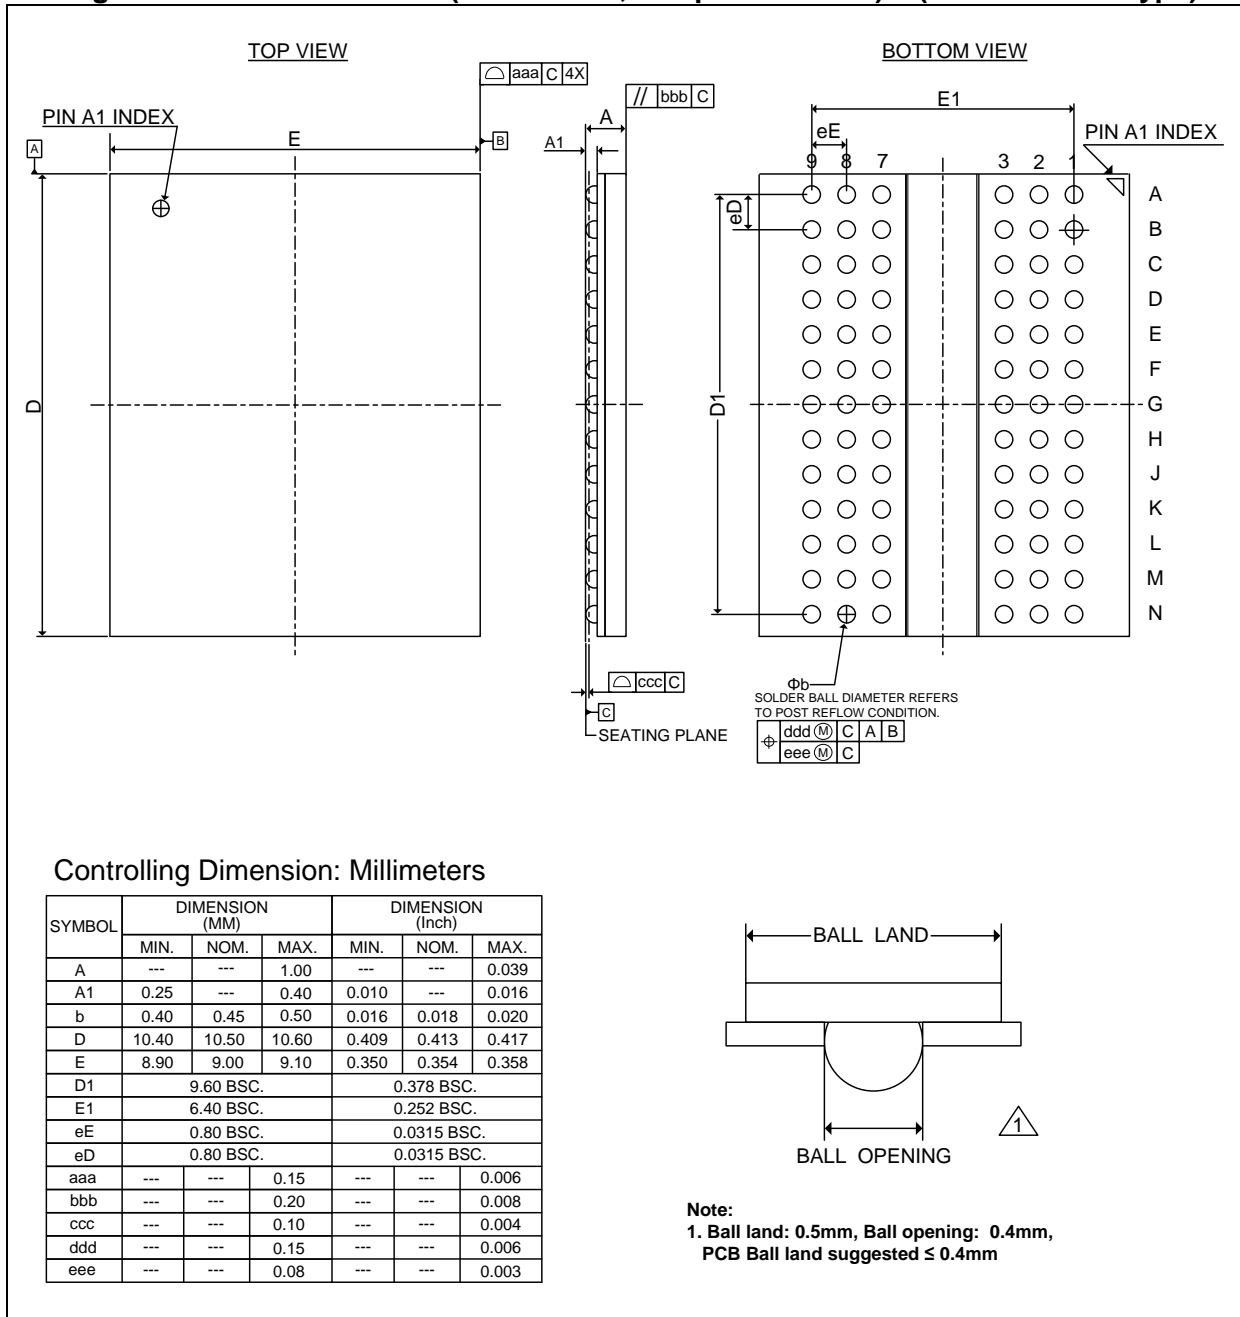 TOP VIEW
BOTTOM VIEW
aaa C 4X
// bbb C
E1
PIN A1 INDEX
A
eE
PIN A1 INDEX
E
B
A1
A
9 8 7 3 2 1
A
eD
B
C
D
E
F
D
D1
G
H
J
K
L
M
N
ccc C
Φb
C
SOLDER BALL DIAMETER REFERS
TO POST REFLOW CONDITION.
SEATING PLANE
ddd M C A B
eee M C
Controlling Dimension: Millimeters
SYMBOL DIMENSION (MM) DIMENSION (Inch)
MIN. NOM. MAX. MIN. NOM. MAX.
A --- --- 1.00 --- --- 0.039
A1 0.25 --- 0.40 0.010 --- 0.016
b 0.40 0.45 0.50 0.016 0.018 0.020
D 10.40 10.50 10.60 0.409 0.413 0.417
E 8.90 9.00 9.10 0.350 0.354 0.358
D1 9.60 BSC. 0.378 BSC.
E1 6.40 BSC. 0.252 BSC.
eE 0.80 BSC. 0.0315 BSC.
eD 0.80 BSC. 0.0315 BSC.
aaa --- --- 0.15 --- --- 0.006
bbb --- --- 0.20 --- --- 0.008
ccc --- --- 0.10 --- --- 0.004
ddd --- --- 0.15 --- --- 0.006
eee --- --- 0.08 --- --- 0.003
BALL LAND
1
BALL OPENING
Note:
1. Ball land: 0.5mm, Ball opening: 0.4mm,
PCB Ball land suggested ≤ 0.4mm